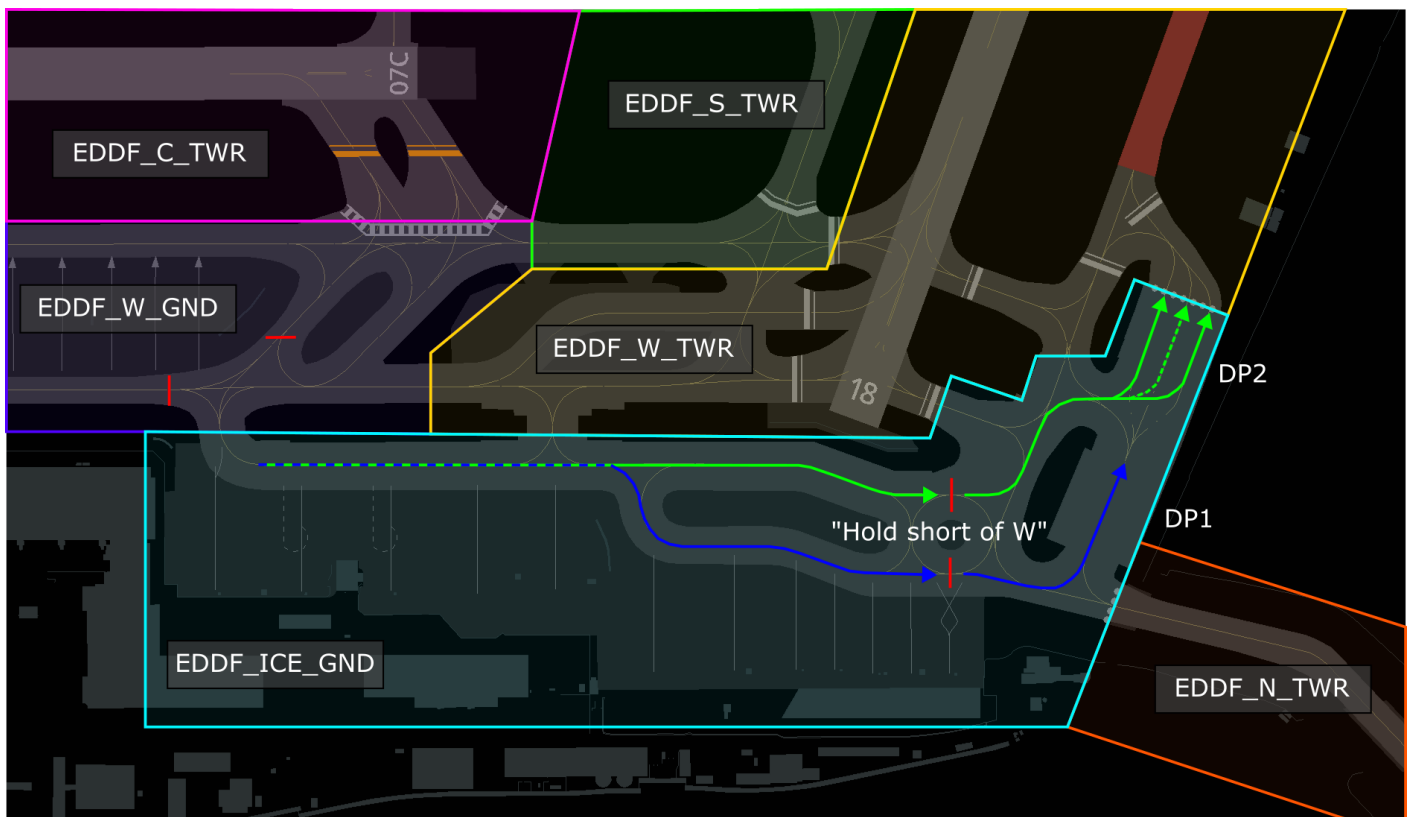 07C
EDDF_S_TWR
EDDF_C_TWR
EDDF_W_GND
EDDF_W_TWR
DP2
18
DP1
"Hold short of W"
EDDF_ICE_GND
EDDF_N_TWR